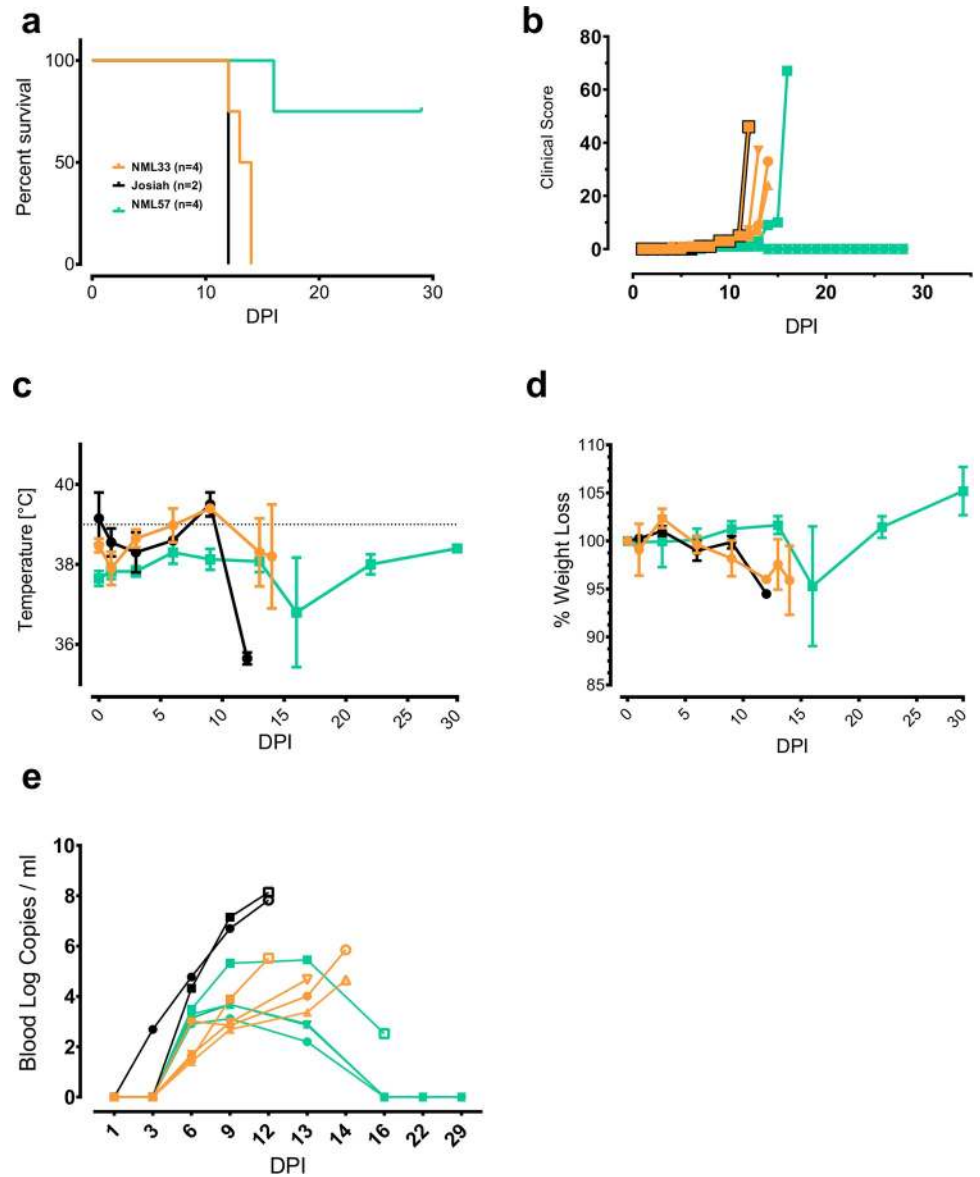 a
100
50
0
Percent survival
NML33 (n=4)
Josiah (n=2)
NML57 (n=4)
0 10 20 30
DPI
b
80
60
40
20
0
Clinical Score
0 10 20 30
DPI
c
40
38
36
Temperature [°C]
0 5 10 15 20 25 30
DPI
d
110
105
100
95
90
85
% Weight Loss
0 5 10 15 20 25 30
DPI
e
10
8
6
4
2
0
Blood Log Copies / ml
1 3 6 9 12 13 14 16 22 29
DPI